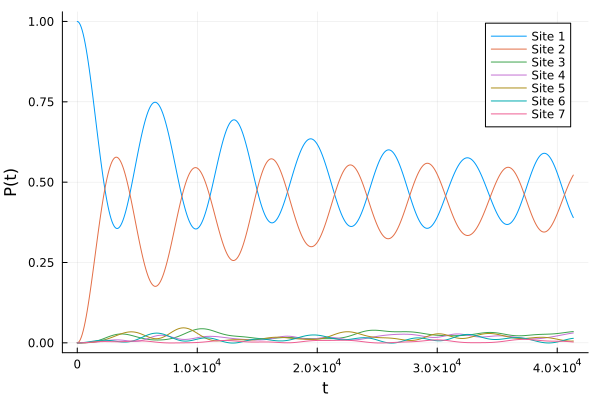 1.00
0.75
0.50
0.25
0.00
P(t)
0
1.0×10⁴
2.0×10⁴
3.0×10⁴
4.0×10⁴
t
Site 1
Site 2
Site 3
Site 4
Site 5
Site 6
Site 7